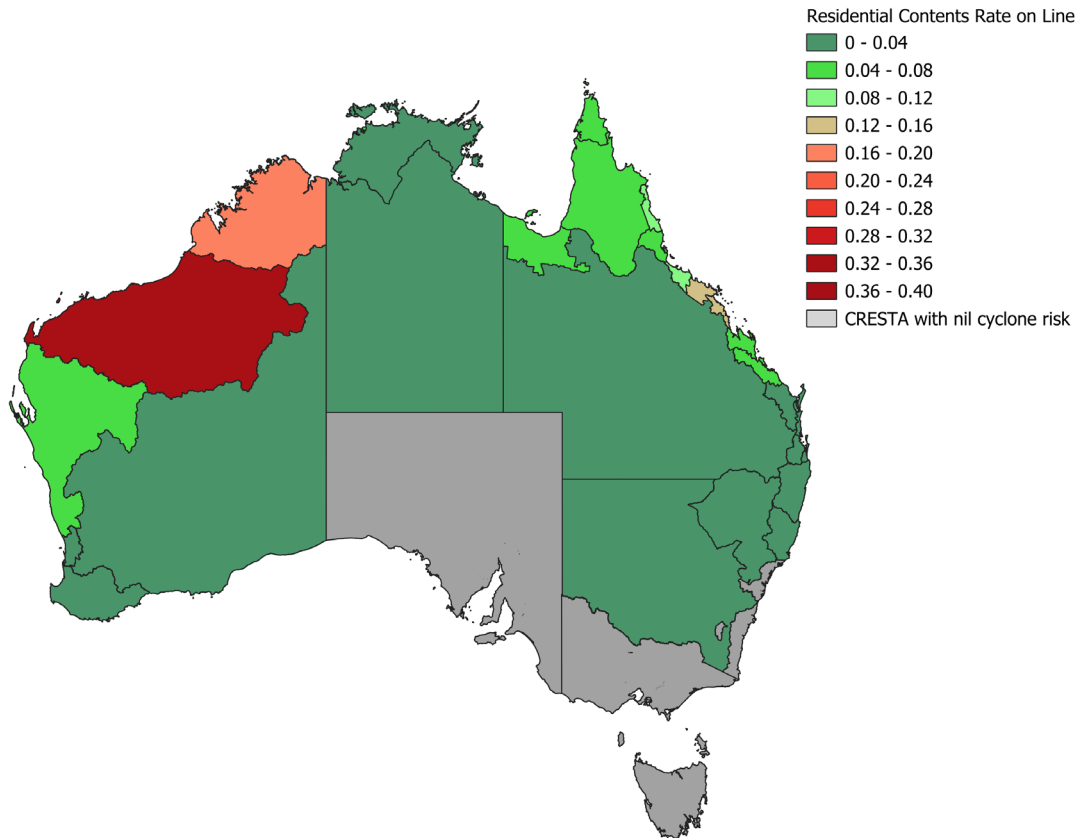 Residential Contents Rate on Line
0 - 0.04
0.04 - 0.08
0.08 - 0.12
0.12 - 0.16
0.16 - 0.20
0.20 - 0.24
0.24 - 0.28
0.28 - 0.32
0.32 - 0.36
0.36 - 0.40
CRESTA with nil cyclone risk